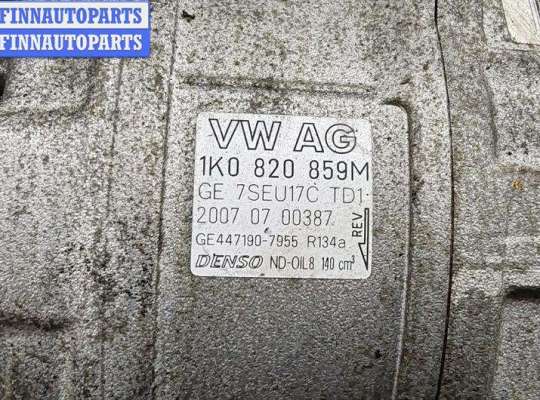 FINNAUTOPARTS
FINNAUTOPARTS
VW AG
1K0 820 859M
GE 7SEU17C TD1
2007 07 00387
GE447190-7955 R134a
REV
DENSO ND-OIL8 140 cm³